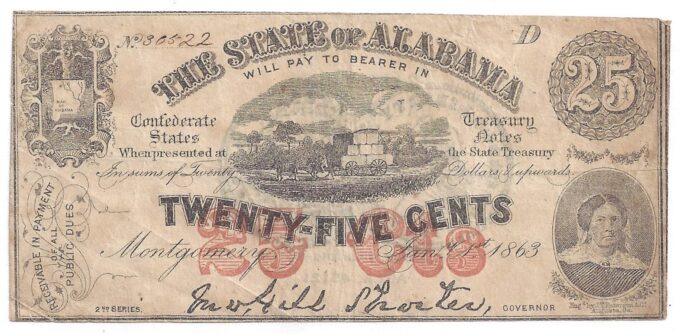 No 36522
D
THE STATE OF ALABAMA
25
WILL PAY TO BEARER IN
Confederate States
Treasury Notes
When presented at
the State Treasury
In sums of Twenty
Dollars & upwards.
TWENTY-FIVE CENTS
25 Cts
Montgomery
Jany 1st 1863
RECEIVABLE IN PAYMENT
OF ALL
PUBLIC DUES.
2ND SERIES.
Jno Gill Shorter,
GOVERNOR